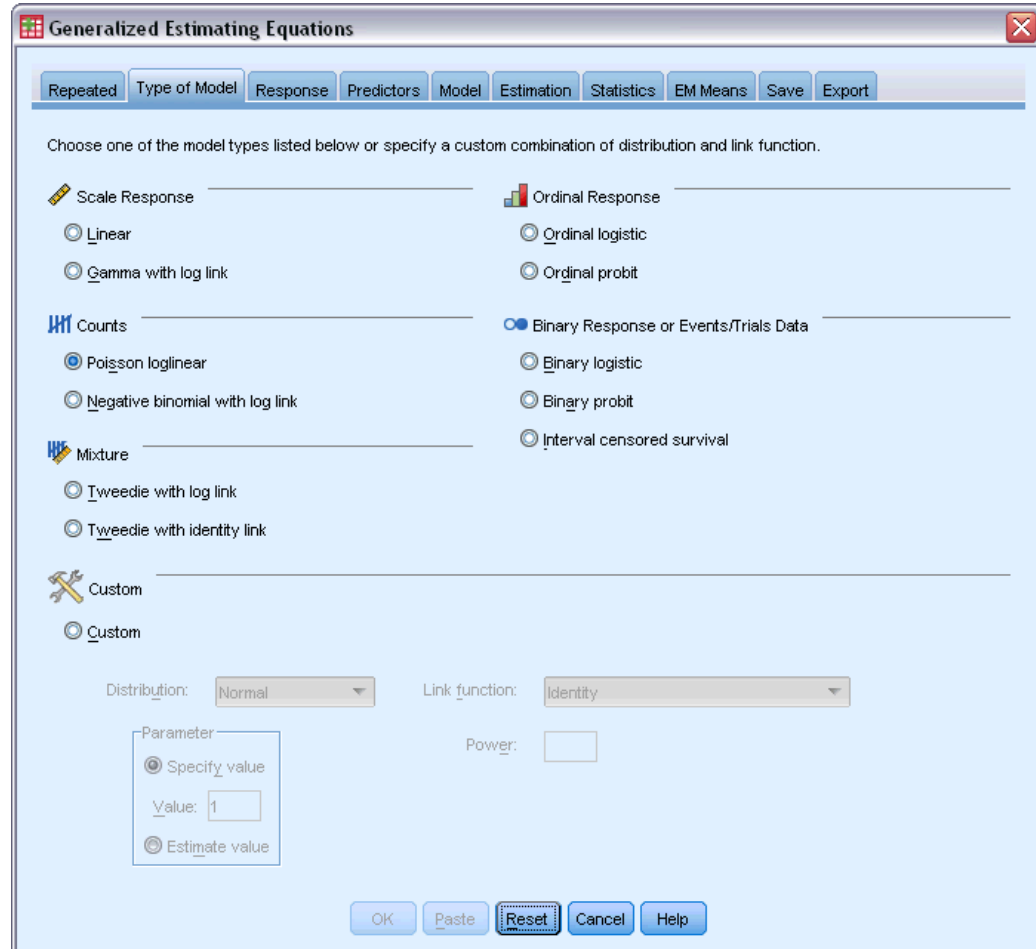 Generalized Estimating Equations
Repeated Type of Model Response Predictors Model Estimation Statistics EM Means Save Export
Choose one of the model types listed below or specify a custom combination of distribution and link function.
Scale Response
Linear
Gamma with log link
Ordinal Response
Ordinal logistic
Ordinal probit
Counts
Poisson loglinear
Negative binomial with log link
Binary Response or Events/Trials Data
Binary logistic
Binary probit
Interval censored survival
Mixture
Tweedie with log link
Tweedie with identity link
Custom
Custom
Distribution: Normal
Link function: Identity
Parameter
Specify value
Value: 1
Estimate value
Power:
OK Paste Reset Cancel Help